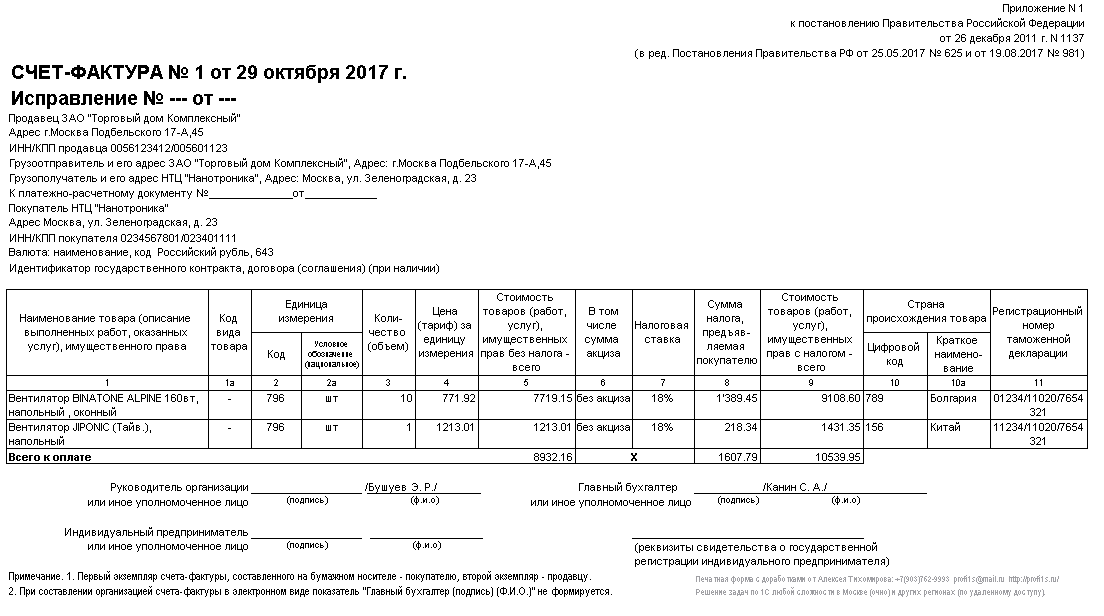 Приложение N 1
к постановлению Правительства Российской Федерации
от 26 декабря 2011 г. N 1137
(в ред. Постановления Правительства РФ от 25.05.2017 № 625 и от 19.08.2017 № 981)
СЧЕТ-ФАКТУРА № 1 от 29 октября 2017 г.
Исправление № --- от ---
Продавец ЗАО "Торговый дом Комплексный"
Адрес г.Москва Подбельского 17-А,45
ИНН/КПП продавца 0056123412/005601123
Грузоотправитель и его адрес ЗАО "Торговый дом Комплексный", Адрес: г.Москва Подбельского 17-А,45
Грузополучатель и его адрес НТЦ "Нанотроника", Адрес: Москва, ул. Зеленоградская, д. 23
К платежно-расчетному документу №______________от____________
Покупатель НТЦ "Нанотроника"
Адрес Москва, ул. Зеленоградская, д. 23
ИНН/КПП покупателя 0234567801/023401111
Валюта: наименование, код Российский рубль, 643
Идентификатор государственного контракта, договора (соглашения) (при наличии)
Наименование товара (описание
выполненных работ, оказанных
услуг), имущественного права
Код
вида
товара
Единица
измерения
Код
Условное
обозначение
(национальное)
Коли-
чество
(объем)
Цена
(тариф) за
единицу
измерения
Стоимость
товаров (работ,
услуг),
имущественных
прав без налога -
всего
В том
числе
сумма
акциза
Налоговая
ставка
Сумма
налога,
предъяв-
ляемая
покупателю
Стоимость
товаров (работ,
услуг),
имущественных
прав с налогом -
всего
Страна
происхождения товара
Цифровой
код
Краткое
наимено-
вание
Регистрационный
номер
таможенной
декларации
1 1а 2 2а 3 4 5 6 7 8 9 10 10а 11
Вентилятор BINATONE ALPINE 160вт, - 796 шт 10 771.92 7719.15 без акциза 18% 1'389.45 9108.60 789 Болгария 01234/11020/7654
напольный , оконный 321
Вентилятор JIPONIC (Тайв.), - 796 шт 1 1213.01 1213.01 без акциза 18% 218.34 1431.35 156 Китай 11234/11020/7654
напольный 321
Всего к оплате 8932.16 X 1607.79 10539.95
Руководитель организации /Бушуев Э. Р./ Главный бухгалтер /Канин С. А./
или иное уполномоченное лицо (подпись) (ф.и.о) или иное уполномоченное лицо (подпись) (ф.и.о)
Индивидуальный предприниматель
или иное уполномоченное лицо (подпись) (ф.и.о) (реквизиты свидетельства о государственной
регистрации индивидуального предпринимателя)
Примечание. 1. Первый экземпляр счета-фактуры, составленного на бумажном носителе - покупателю, второй экземпляр - продавцу.
2. При составлении организацией счета-фактуры в электронном виде показатель "Главный бухгалтер (подпись) (Ф.И.О.)" не формируется.
Печатная форма с доработками от Алексея Тихомирова: +7(903)762-9993 profi1s@mail.ru http://profi1s.ru/
Решение задач по 1С любой сложности в Москве (очно) и других регионах (по удаленному доступу).